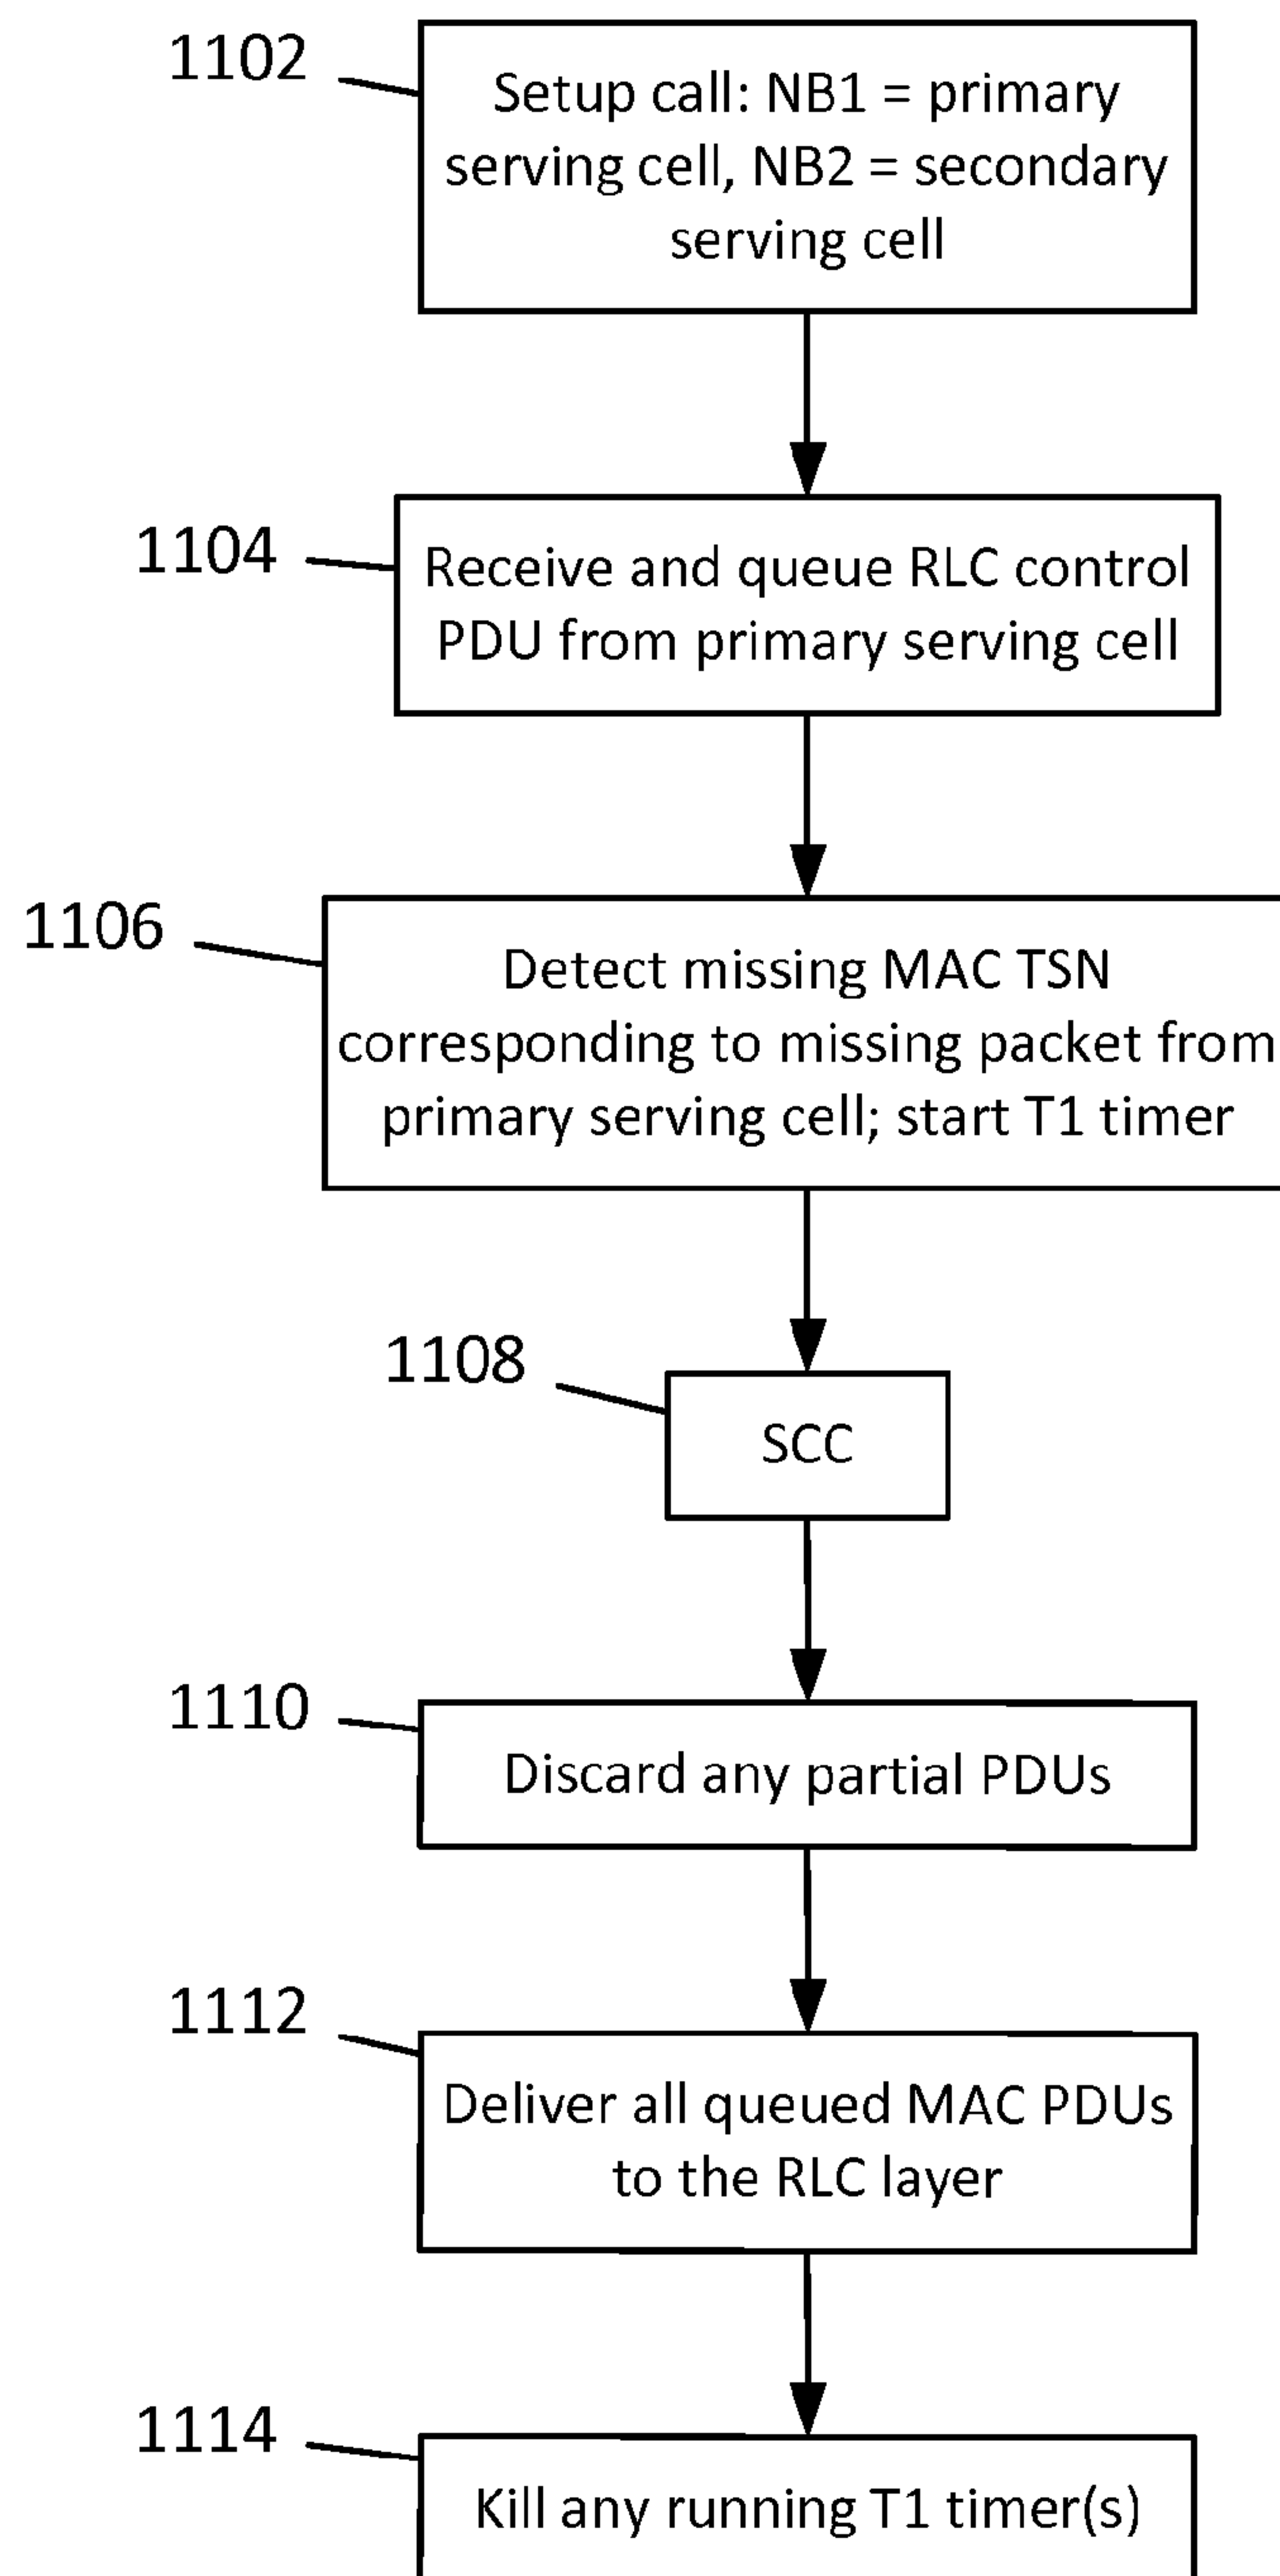 1102
Setup call: NB1 = primary
serving cell, NB2 = secondary
serving cell
1104
Receive and queue RLC control
PDU from primary serving cell
1106
Detect missing MAC TSN
corresponding to missing packet from
primary serving cell; start T1 timer
1108
SCC
1110
Discard any partial PDUs
1112
Deliver all queued MAC PDUs
to the RLC layer
1114
Kill any running T1 timer(s)